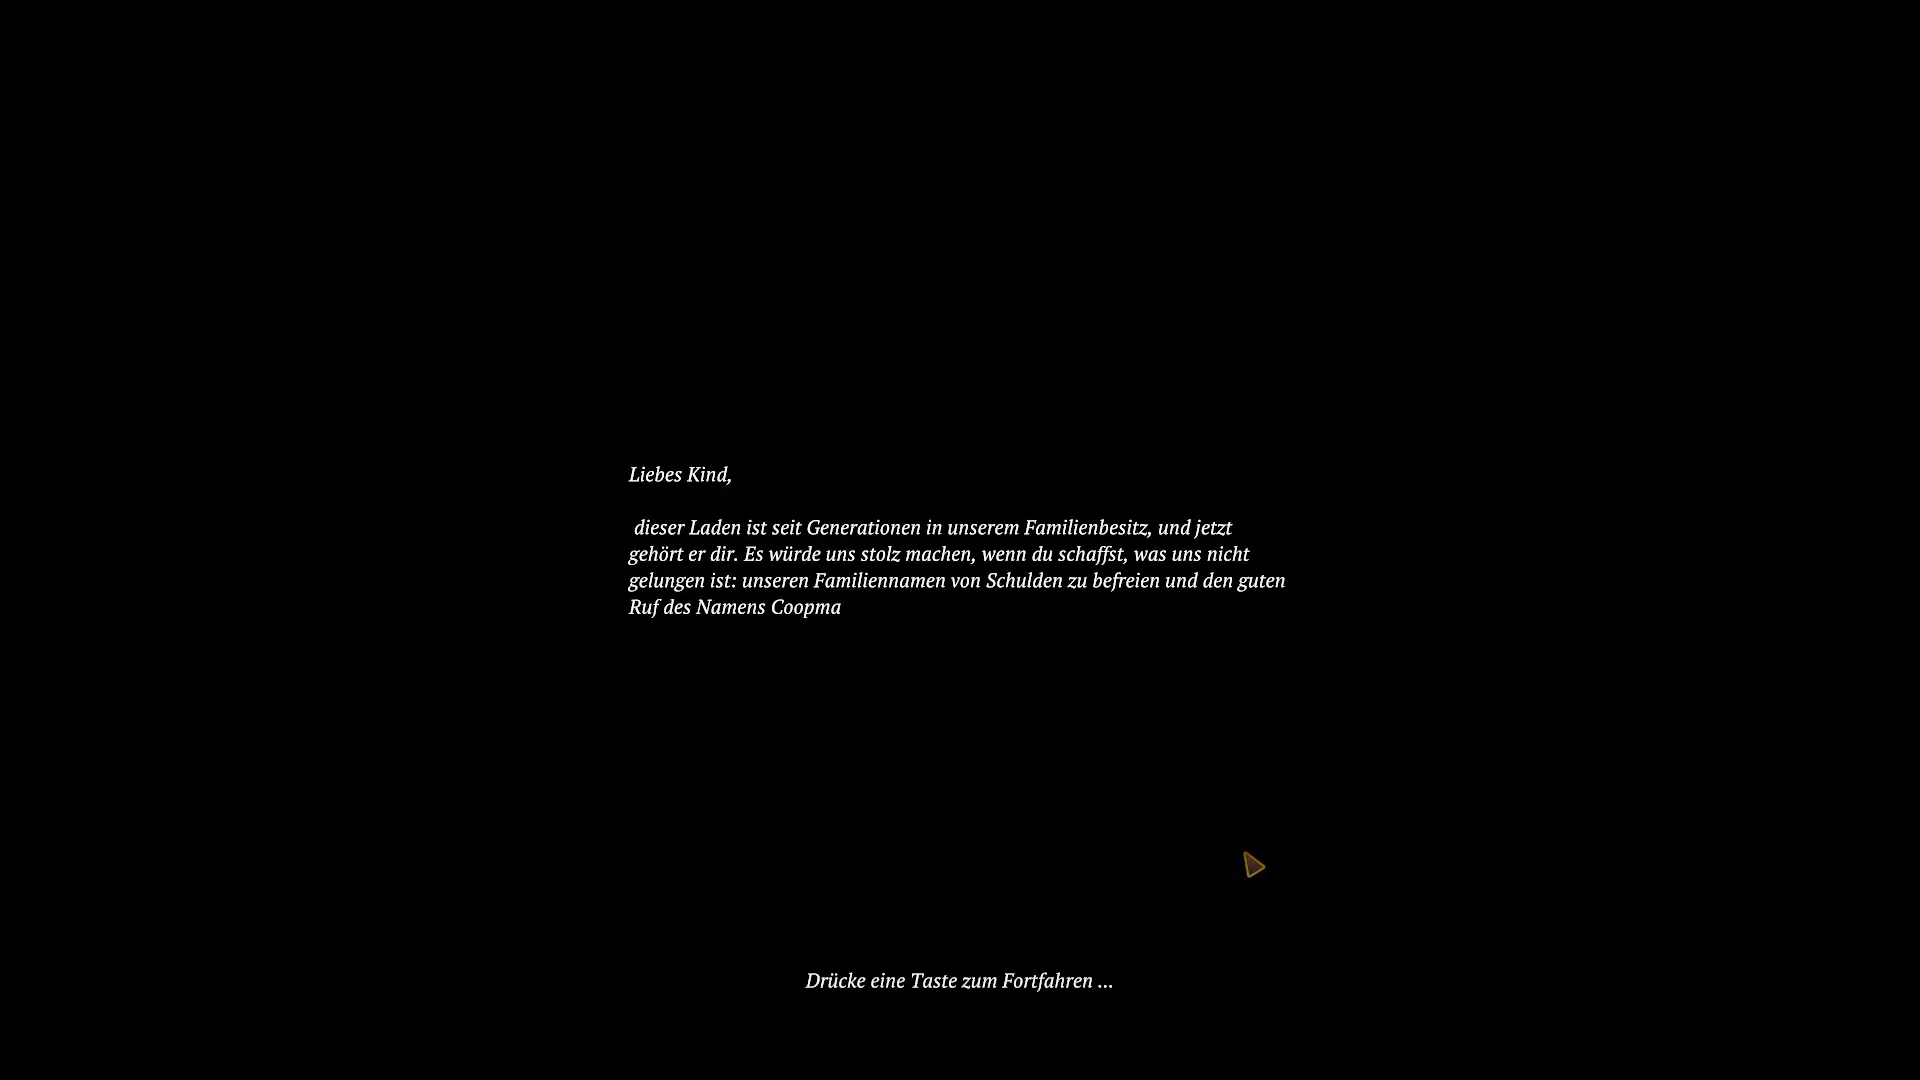 Liebes Kind,
dieser Laden ist seit Generationen in unserem Familienbesitz, und jetzt
gehört er dir. Es würde uns stolz machen, wenn du schaffst, was uns nicht
gelungen ist: unseren Familiennamen von Schulden zu befreien und den guten
Ruf des Namens Coopma
Drücke eine Taste zum Fortfahren ...